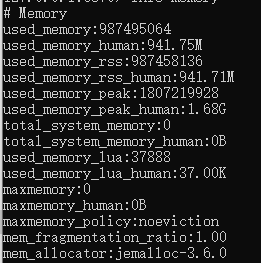 # Memory
used_memory:987495064
used_memory_human:941.75M
used_memory_rss:987458136
used_memory_rss_human:941.71M
used_memory_peak:1807219928
used_memory_peak_human:1.68G
total_system_memory:0
total_system_memory_human:0B
used_memory_lua:37888
used_memory_lua_human:37.00K
maxmemory:0
maxmemory_human:0B
maxmemory_policy:noeviction
mem_fragmentation_ratio:1.00
mem_allocator:jemalloc-3.6.0